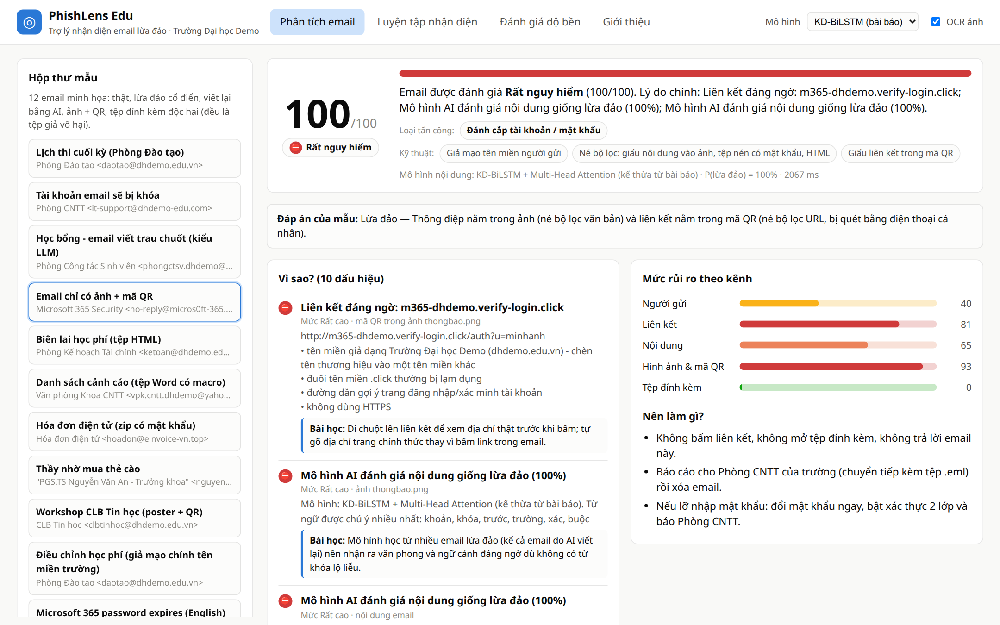 PhishLens Edu
Trợ lý nhận diện email lừa đảo · Trường Đại học Demo
Phân tích email
Luyện tập nhận diện
Đánh giá độ bền
Giới thiệu
Mô hình
KD-BiLSTM (bài báo)
OCR ảnh
Hộp thư mẫu
12 email minh họa: thật, lừa đảo cổ điển, viết lại
bằng AI, ảnh + QR, tệp đính kèm độc hại (đều là
tệp giả vô hại).
Lịch thi cuối kỳ (Phòng Đào tạo)
Phòng Đào tạo <daotao@dhdemo.edu.vn>
Tài khoản email sẽ bị khóa
Phòng CNTT <it-support@dhdemo-edu.com>
Học bổng - email viết trau chuốt (kiểu
LLM)
Phòng Công tác Sinh viên <phongctsv.dhdemo@...
Email chỉ có ảnh + mã QR
Microsoft 365 Security <no-reply@micros0ft-365....
Biên lai học phí (tệp HTML)
Phòng Kế hoạch Tài chính <ketoan@dhdemo.ed...
Danh sách cảnh cáo (tệp Word có macro)
Văn phòng Khoa CNTT <vpk.cntt.dhdemo@yaho...
Hóa đơn điện tử (zip có mật khẩu)
Hóa đơn điện tử <hoadon@einvoice-vn.top>
Thầy nhờ mua thẻ cào
"PGS.TS Nguyễn Văn An - Trưởng khoa" <nguyen...
Workshop CLB Tin học (poster + QR)
CLB Tin học <clbtinhoc@dhdemo.edu.vn>
Điều chỉnh học phí (giả mạo chính tên
miền trường)
Phòng Đào tạo <daotao@dhdemo.edu.vn>
Microsoft 365 password expires (English)
100/100
Rất nguy hiểm
Email được đánh giá Rất nguy hiểm (100/100). Lý do chính: Liên kết đáng ngờ: m365-dhdemo.verify-login.click;
Mô hình AI đánh giá nội dung giống lừa đảo (100%); Mô hình AI đánh giá nội dung giống lừa đảo (100%).
Loại tấn công: Đánh cắp tài khoản / mật khẩu
Kỹ thuật: Giả mạo tên miền người gửi Né bộ lọc: giấu nội dung vào ảnh, tệp nén có mật khẩu, HTML Giấu liên kết trong mã QR
Mô hình nội dung: KD-BiLSTM + Multi-Head Attention (kế thừa từ bài báo) · P(lừa đảo) = 100% · 2067 ms
Đáp án của mẫu: Lừa đảo — Thông điệp nằm trong ảnh (né bộ lọc văn bản) và liên kết nằm trong mã QR (né bộ lọc URL, bị quét bằng điện thoại cá
nhân).
Vì sao? (10 dấu hiệu)
Liên kết đáng ngờ: m365-dhdemo.verify-login.click
Mức Rất cao · mã QR trong ảnh thongbao.png
http://m365-dhdemo.verify-login.click/auth?u=minhanh
• tên miền giả dạng Trường Đại học Demo (dhdemo.edu.vn) - chèn
tên thương hiệu vào một tên miền khác
• đuôi tên miền .click thường bị lạm dụng
• đường dẫn gợi ý trang đăng nhập/xác minh tài khoản
• không dùng HTTPS
Bài học: Di chuột lên liên kết để xem địa chỉ thật trước khi bấm; tự
gõ địa chỉ trang chính thức thay vì bấm link trong email.
Mô hình AI đánh giá nội dung giống lừa đảo (100%)
Mức Rất cao · ảnh thongbao.png
Mô hình: KD-BiLSTM + Multi-Head Attention (kế thừa từ bài báo). Từ
ngữ được chú ý nhiều nhất: khoản, khóa, trước, trường, xác, buộc
Bài học: Mô hình học từ nhiều email lừa đảo (kể cả email do AI viết
lại) nên nhận ra văn phong và ngữ cảnh đáng ngờ dù không có từ
khóa lộ liễu.
Mô hình AI đánh giá nội dung giống lừa đảo (100%)
Mức Rất cao · nội dung email
Mức rủi ro theo kênh
Người gửi 40
Liên kết 81
Nội dung 65
Hình ảnh & mã QR 93
Tệp đính kèm 0
Nên làm gì?
• Không bấm liên kết, không mở tệp đính kèm, không trả lời email
này.
• Báo cáo cho Phòng CNTT của trường (chuyển tiếp kèm tệp .eml)
rồi xóa email.
• Nếu lỡ nhập mật khẩu: đổi mật khẩu ngay, bật xác thực 2 lớp và
báo Phòng CNTT.